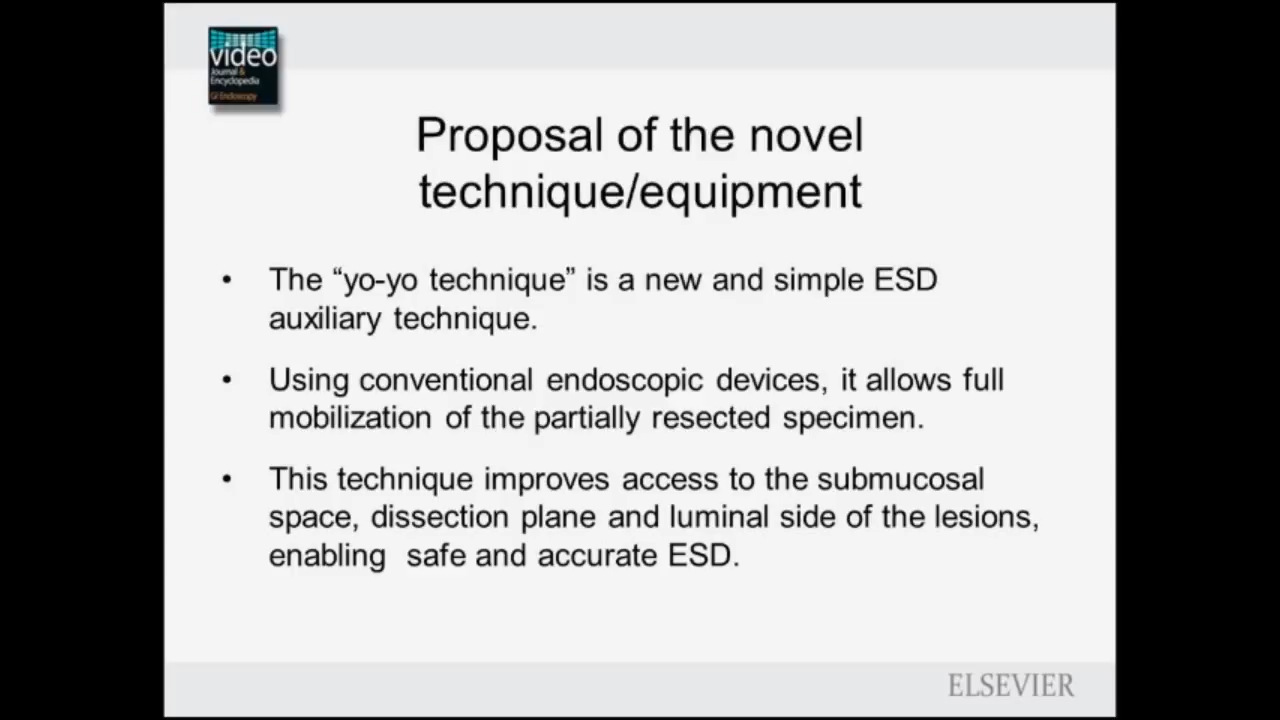 video
Journal &
Encyclopedia
GI Endoscopy
Proposal of the novel
technique/equipment
• The “yo-yo technique” is a new and simple ESD
auxiliary technique.
• Using conventional endoscopic devices, it allows full
mobilization of the partially resected specimen.
• This technique improves access to the submucosal
space, dissection plane and luminal side of the lesions,
enabling safe and accurate ESD.
ELSEVIER